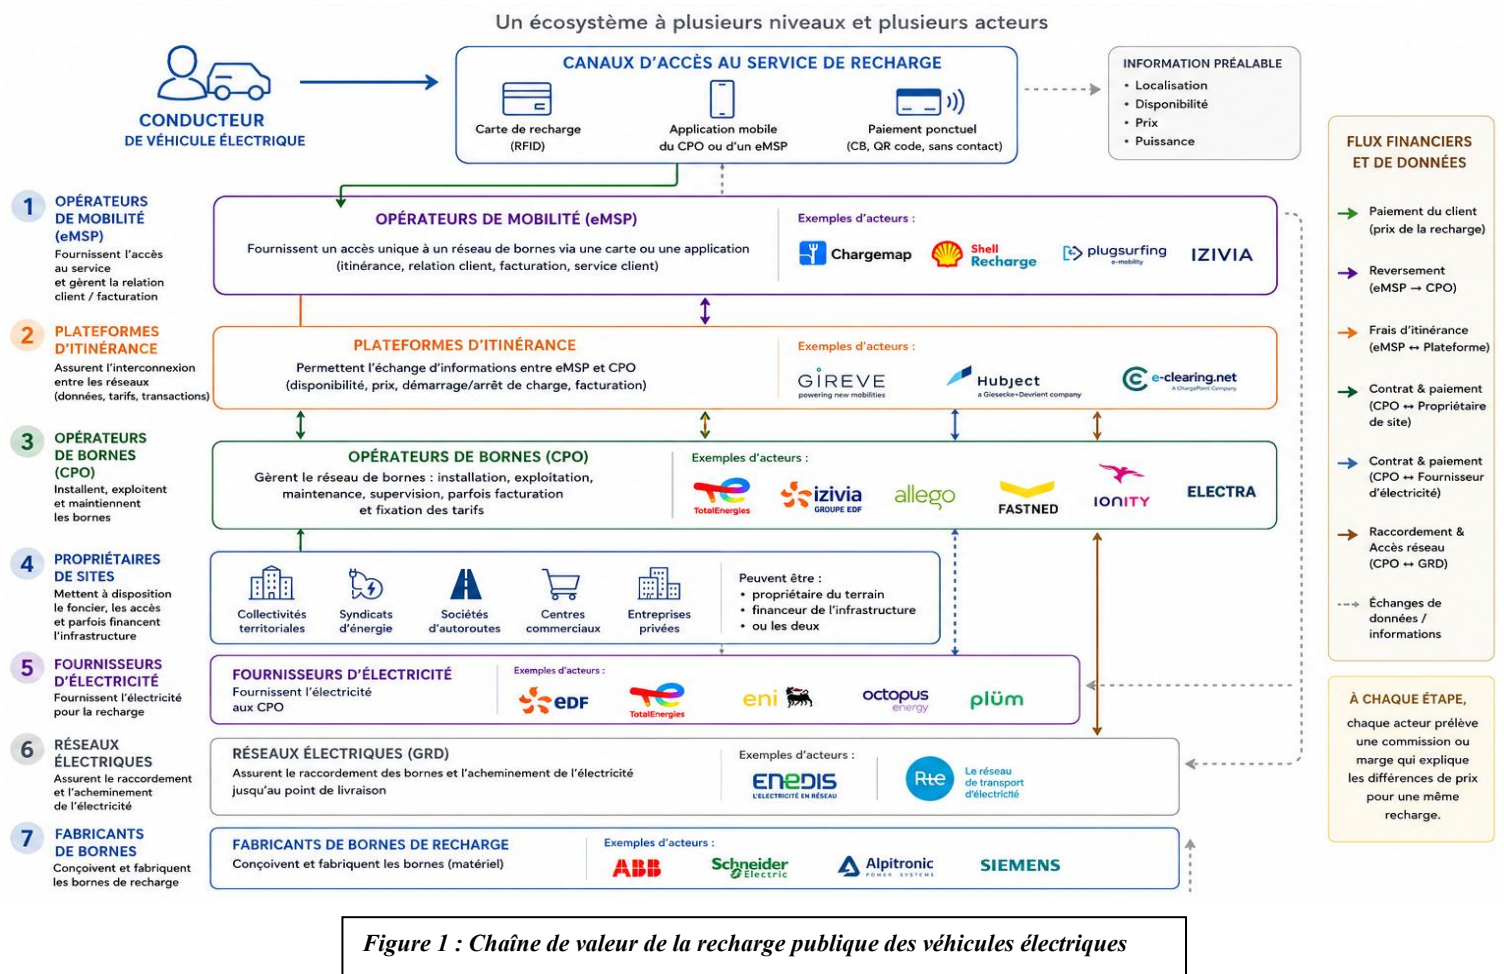 Un écosystème à plusieurs niveaux et plusieurs acteurs
CONDUCTEUR
DE VÉHICULE ÉLECTRIQUE
CANAUX D'ACCÈS AU SERVICE DE RECHARGE
Carte de recharge
(RFID)
Application mobile
du CPO ou d'un eMSP
Paiement ponctuel
(CB, QR code, sans contact)
INFORMATION PRÉALABLE
• Localisation
• Disponibilité
• Prix
• Puissance
1
OPÉRATEURS
DE MOBILITÉ
(eMSP)
Fournissent l'accès
au service
et gèrent la relation
client / facturation
OPÉRATEURS DE MOBILITÉ (eMSP)
Fournissent un accès unique à un réseau de bornes via une carte ou une application
(itinérance, relation client, facturation, service client)
Exemples d'acteurs :
Chargemap
Shell
Recharge
plugsurfing
e-mobility
IZIVIA
2
PLATEFORMES
D'ITINÉRANCE
Assurent l'interconnexion
entre les réseaux
(données, tarifs, transactions)
PLATEFORMES D'ITINÉRANCE
Permettent l'échange d'informations entre eMSP et CPO
(disponibilité, prix, démarrage/arrêt de charge, facturation)
Exemples d'acteurs :
GIREVE
powering new mobilities
Hubject
a Giesecke+Devrient company
e-clearing.net
A ChargePoint Company
3
OPÉRATEURS
DE BORNES
(CPO)
Installent, exploitent
et maintiennent
les bornes
OPÉRATEURS DE BORNES (CPO)
Gèrent le réseau de bornes : installation, exploitation,
maintenance, supervision, parfois facturation
et fixation des tarifs
Exemples d'acteurs :
TotalEnergies
izivia
GROUPE EDF
allego
FASTNED
IONITY
ELECTRA
4
PROPRIÉTAIRES
DE SITES
Mettent à disposition
le foncier, les accès
et parfois financent
l'infrastructure
Collectivités
territoriales
Syndicats
d'énergie
Sociétés
d'autoroutes
Centres
commerciaux
Entreprises
privées
Peuvent être :
• propriétaire du terrain
• financeur de l'infrastructure
• ou les deux
5
FOURNISSEURS
D'ÉLECTRICITÉ
Fournissent l'électricité
pour la recharge
FOURNISSEURS D'ÉLECTRICITÉ
Fournissent l'électricité
aux CPO
Exemples d'acteurs :
eDF
TotalEnergies
eni
octopus
energy
plüm
6
RÉSEAUX
ÉLECTRIQUES
Assurent le raccordement
et l'acheminement
de l'électricité
RÉSEAUX ÉLECTRIQUES (GRD)
Assurent le raccordement des bornes et l'acheminement de l'électricité
jusqu'au point de livraison
Exemples d'acteurs :
ENEDIS
L'ELECTRICITE EN RÉSEAU
Rte
Le réseau
de transport
d'électricité
7
FABRICANTS
DE BORNES
Conçoivent et fabriquent
les bornes de recharge
FABRICANTS DE BORNES DE RECHARGE
Conçoivent et fabriquent les bornes (matériel)
Exemples d'acteurs :
ABB
Schneider
Electric
Alpitronic
POWER SYSTEMS
SIEMENS
FLUX FINANCIERS
ET DE DONNÉES
Paiement du client
(prix de la recharge)
Reversement
(eMSP → CPO)
Frais d'itinérance
(eMSP ↔ Plateforme)
Contrat & paiement
(CPO ↔ Propriétaire
de site)
Contrat & paiement
(CPO ↔ Fournisseur
d'électricité)
Raccordement &
Accès réseau
(CPO ↔ GRD)
Échanges de
données /
informations
À CHAQUE ÉTAPE,
chaque acteur prélève
une commission ou
marge qui explique
les différences de prix
pour une même
recharge.
Figure 1 : Chaîne de valeur de la recharge publique des véhicules électriques